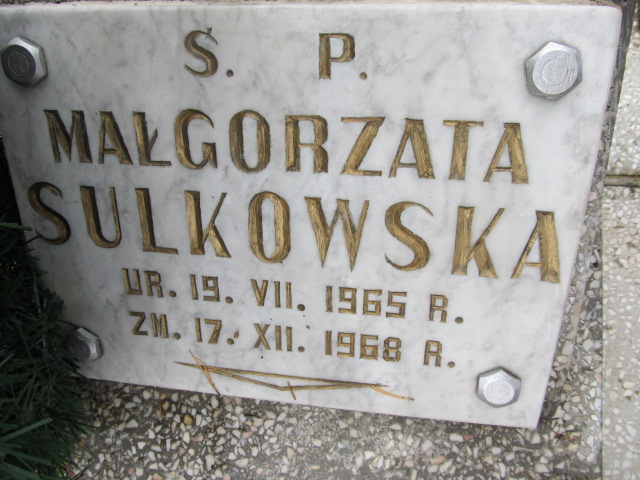 Ś. P.
MAŁGORZATA
SULKOWSKA
UR. 19. VII. 1965 R.
ZM. 17. XII. 1968 R.